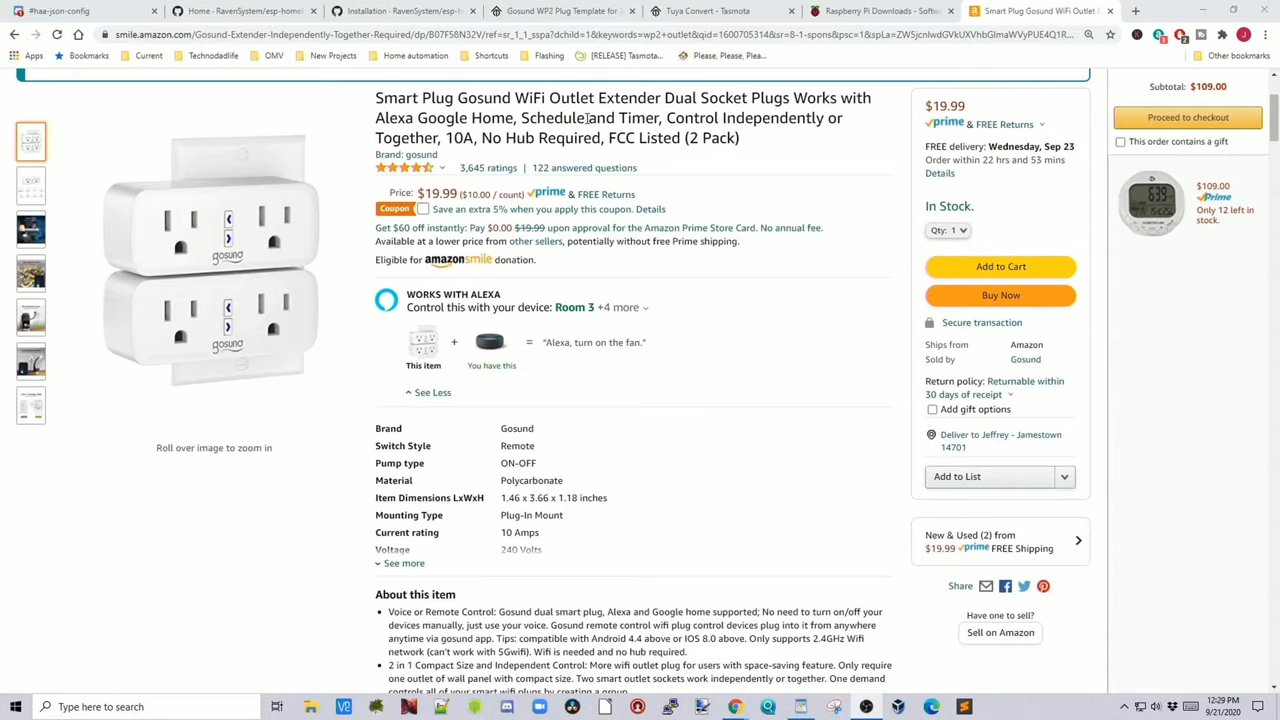 #haa-json-config
Home · RavenSystem/esp-hom
Installation · RavenSystem/esp-h
Gosund WP2 Plug Template for T
Tuya Convert - Tasmota
Raspberry Pi Downloads - Softwa
Smart Plug Gosund WiFi Outlet E
smile.amazon.com/Gosund-Extender-Independently-Together-Required/dp/B07F58N32V/ref=sr_1_1_sspa?dchild=1&keywords=wp2+outlet&qid=1600705314&sr=8-1-spons&psc=1&spLa=
Apps
Bookmarks
Current
Technodadlife
OMV
New Projects
Home automation
Shortcuts
Flashing
[RELEASE] Tasmota...
Please, Please, Plea...
Other bookmarks
Smart Plug Gosund WiFi Outlet Extender Dual Socket Plugs Works with
Alexa Google Home, Schedule and Timer, Control Independently or
Together, 10A, No Hub Required, FCC Listed (2 Pack)
Brand: gosund
3,645 ratings | 122 answered questions
Price: $19.99 ($10.00 / count) prime & FREE Returns
Coupon Save an extra 5% when you apply this coupon. Details
Get $60 off instantly: Pay $0.00 $19.99 upon approval for the Amazon Prime Store Card. No annual fee.
Available at a lower price from other sellers, potentially without free Prime shipping.
Eligible for amazonsmile donation.
WORKS WITH ALEXA
Control this with your device: Room 3 +4 more
+ = "Alexa, turn on the fan."
This item
You have this
See Less
Brand Gosund
Switch Style Remote
Pump type ON-OFF
Material Polycarbonate
Item Dimensions LxWxH 1.46 x 3.66 x 1.18 inches
Mounting Type Plug-In Mount
Current rating 10 Amps
Voltage 240 Volts
See more
About this item
• Voice or Remote Control: Gosund dual smart plug, Alexa and Google home supported; No need to turn on/off your
devices manually, just use your voice. Gosund remote control wifi plug control devices plug into it from anywhere
anytime via gosund app. Tips: compatible with Android 4.4 above or IOS 8.0 above. Only supports 2.4GHz Wifi
network (can't work with 5Gwifi). Wifi is needed and no hub required.
• 2 in 1 Compact Size and Independent Control: More wifi outlet plug for users with space-saving feature. Only require
one outlet of wall panel with compact size. Two smart outlet sockets work independently or together. One demand
controls all of your smart wifi plugs by creating a group
gosund
gosund
Roll over image to zoom in
$19.99
prime & FREE Returns
FREE delivery: Wednesday, Sep 23
Order within 22 hrs and 53 mins
Details
In Stock.
Qty: 1
Add to Cart
Buy Now
Secure transaction
Ships from Amazon
Sold by Gosund
Return policy: Returnable within
30 days of receipt
Add gift options
Deliver to Jeffrey - Jamestown
14701
Add to List
New & Used (2) from
$19.99 prime FREE Shipping
Share
Have one to sell?
Sell on Amazon
Subtotal: $109.00
Proceed to checkout
This order contains a gift
$109.00
prime
Only 12 left in
stock.
Type here to search
12:29 PM
9/21/2020